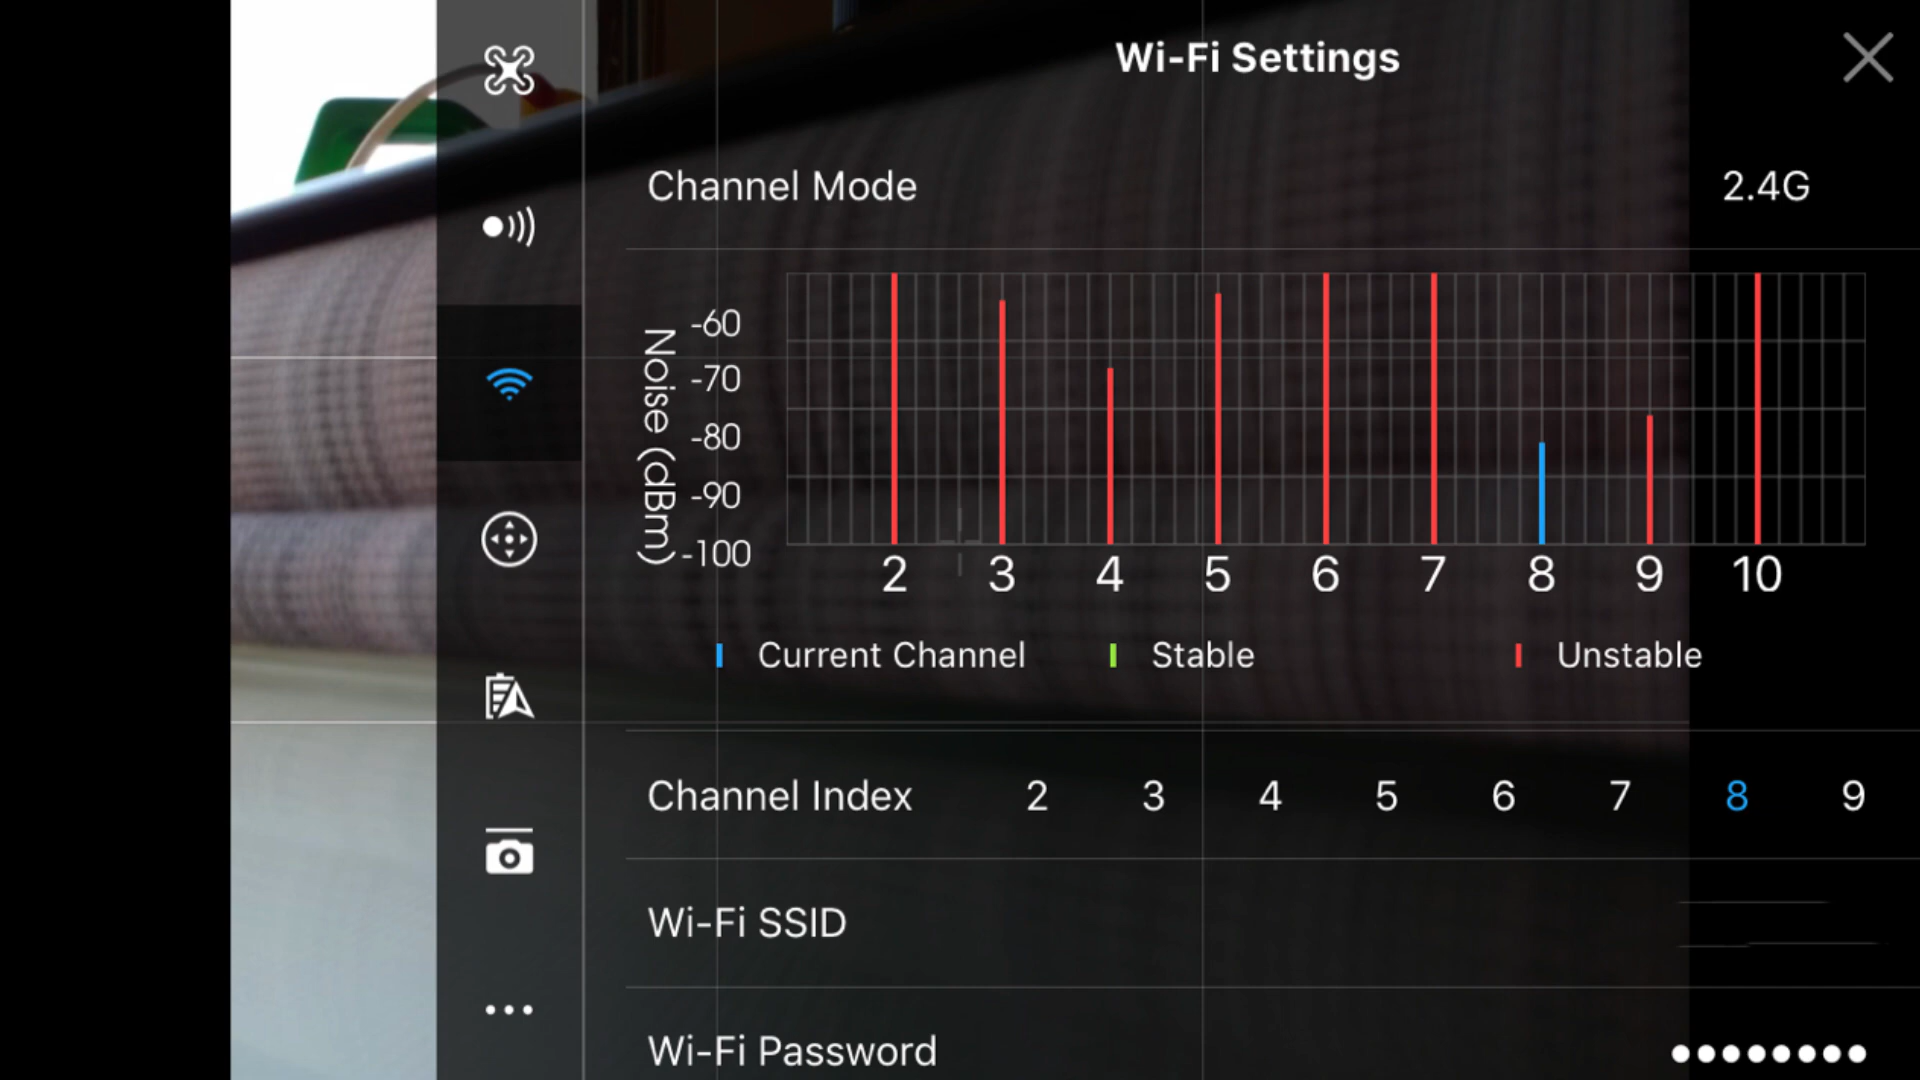 Wi-Fi Settings
Channel Mode 2.4G
Noise (dBm)
-60
-70
-80
-90
-100
2 3 4 5 6 7 8 9 10
Current Channel Stable Unstable
Channel Index 2 3 4 5 6 7 8 9
Wi-Fi SSID
Wi-Fi Password ••••••••